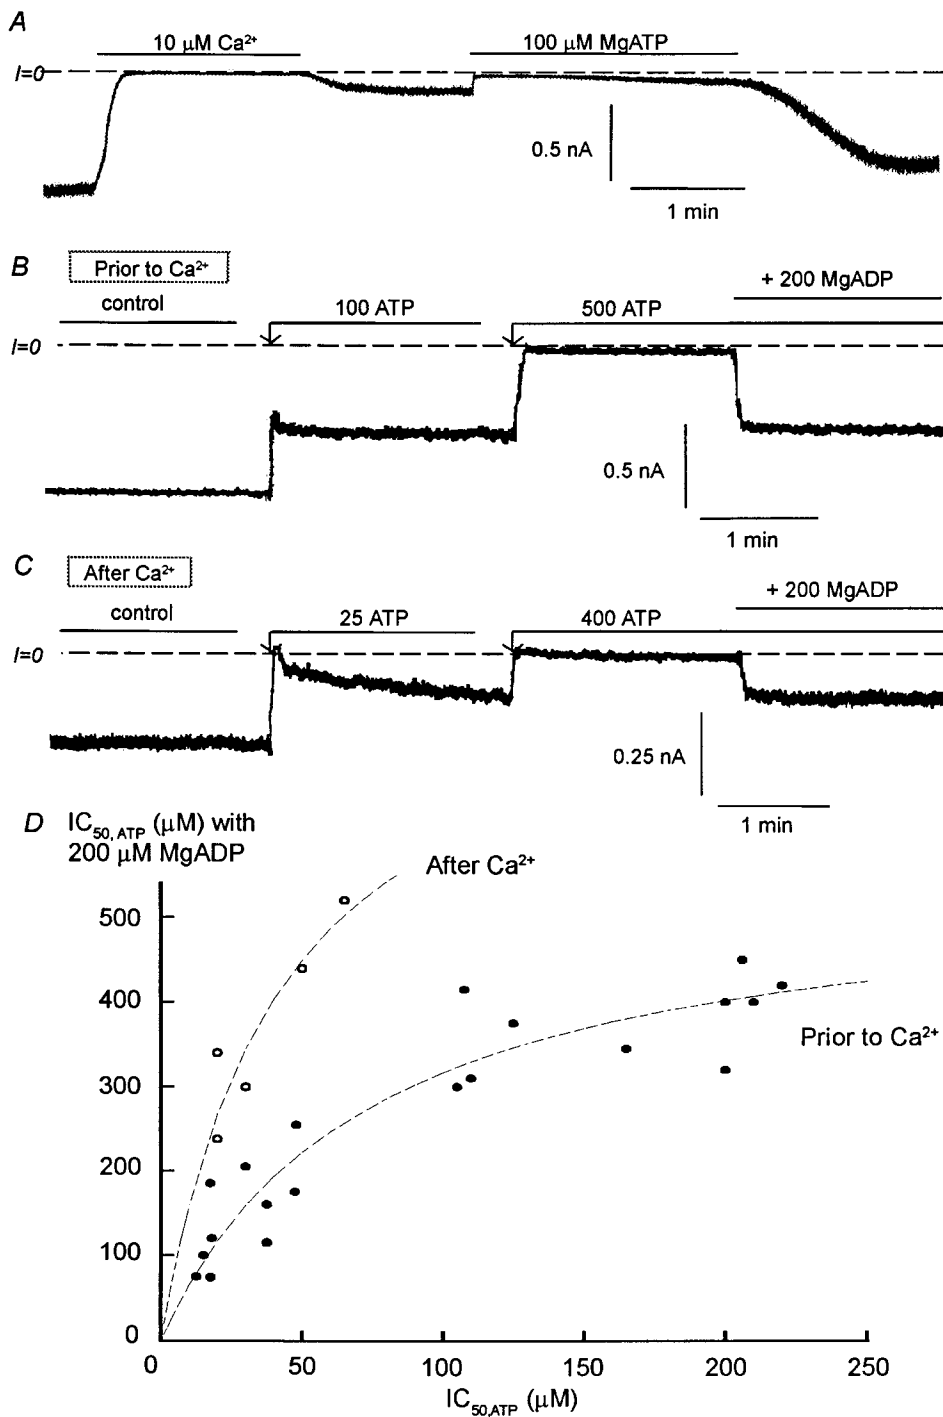 A
10 μM Ca²⁺
100 μM MgATP
I=0
0.5 nA
1 min
B
Prior to Ca²⁺
+ 200 MgADP
control
100 ATP
500 ATP
I=0
0.5 nA
1 min
C
After Ca²⁺
+ 200 MgADP
control
25 ATP
400 ATP
I=0
0.25 nA
1 min
D
IC50, ATP (μM) with
200 μM MgADP
After Ca²⁺
500
400
Prior to Ca²⁺
300
200
100
0
0 50 100 150 200 250
IC50,ATP (μM)